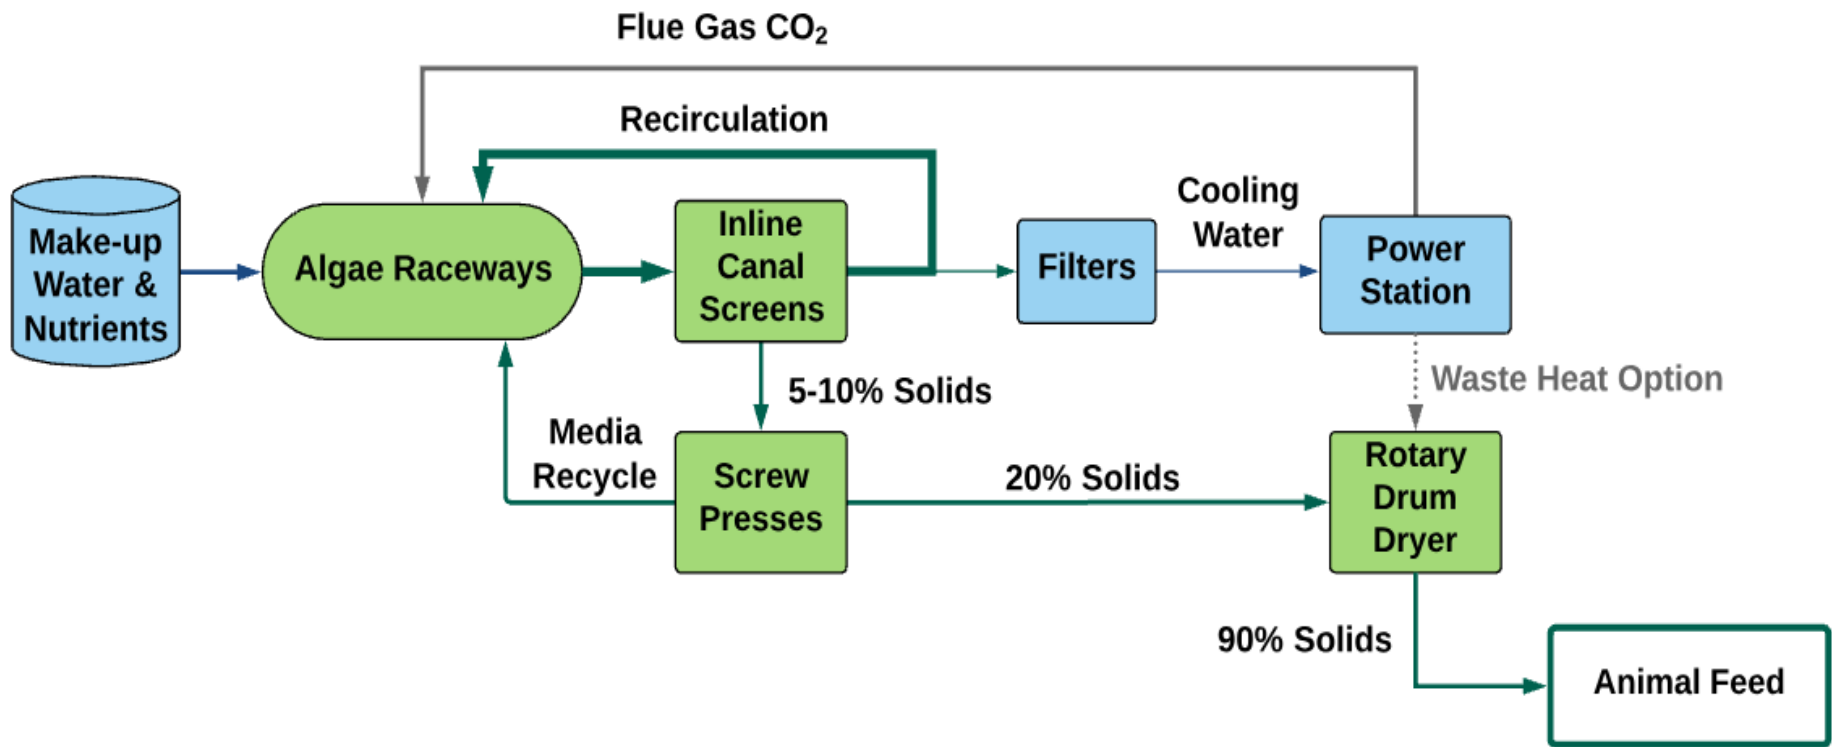 Flue Gas CO₂
Recirculation
Make-up
Water &
Nutrients
Algae Raceways
Inline
Canal
Screens
Filters
Cooling
Water
Power
Station
5-10% Solids
Waste Heat Option
Media
Recycle
Screw
Presses
20% Solids
Rotary
Drum
Dryer
90% Solids
Animal Feed